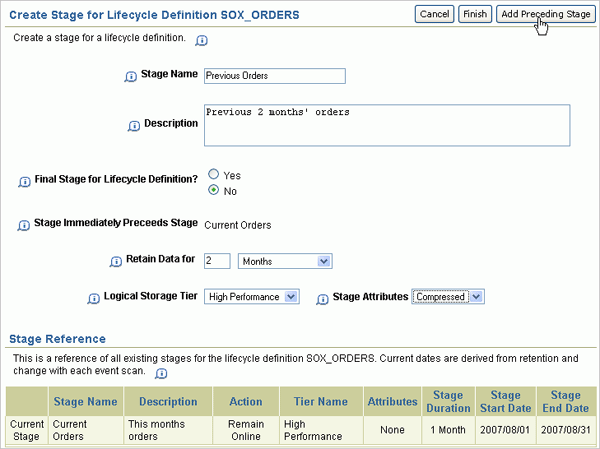 Create Stage for Lifecycle Definition SOX_ORDERS
Cancel Finish Add Preceding Stage
Create a stage for a lifecycle definition.
Stage Name Previous Orders
Description Previous 2 months' orders
Final Stage for Lifecycle Definition? Yes
No
Stage Immediately Preceeds Stage Current Orders
Retain Data for 2 Months
Logical Storage Tier High Performance Stage Attributes Compressed
Stage Reference
This is a reference of all existing stages for the lifecycle definition SOX_ORDERS. Current dates are derived from retention and
change with each event scan.
Stage Name Description Action Tier Name Attributes Stage Duration Stage Start Date Stage End Date
Current Stage Current Orders This months orders Remain Online High Performance None 1 Month 2007/08/01 2007/08/31